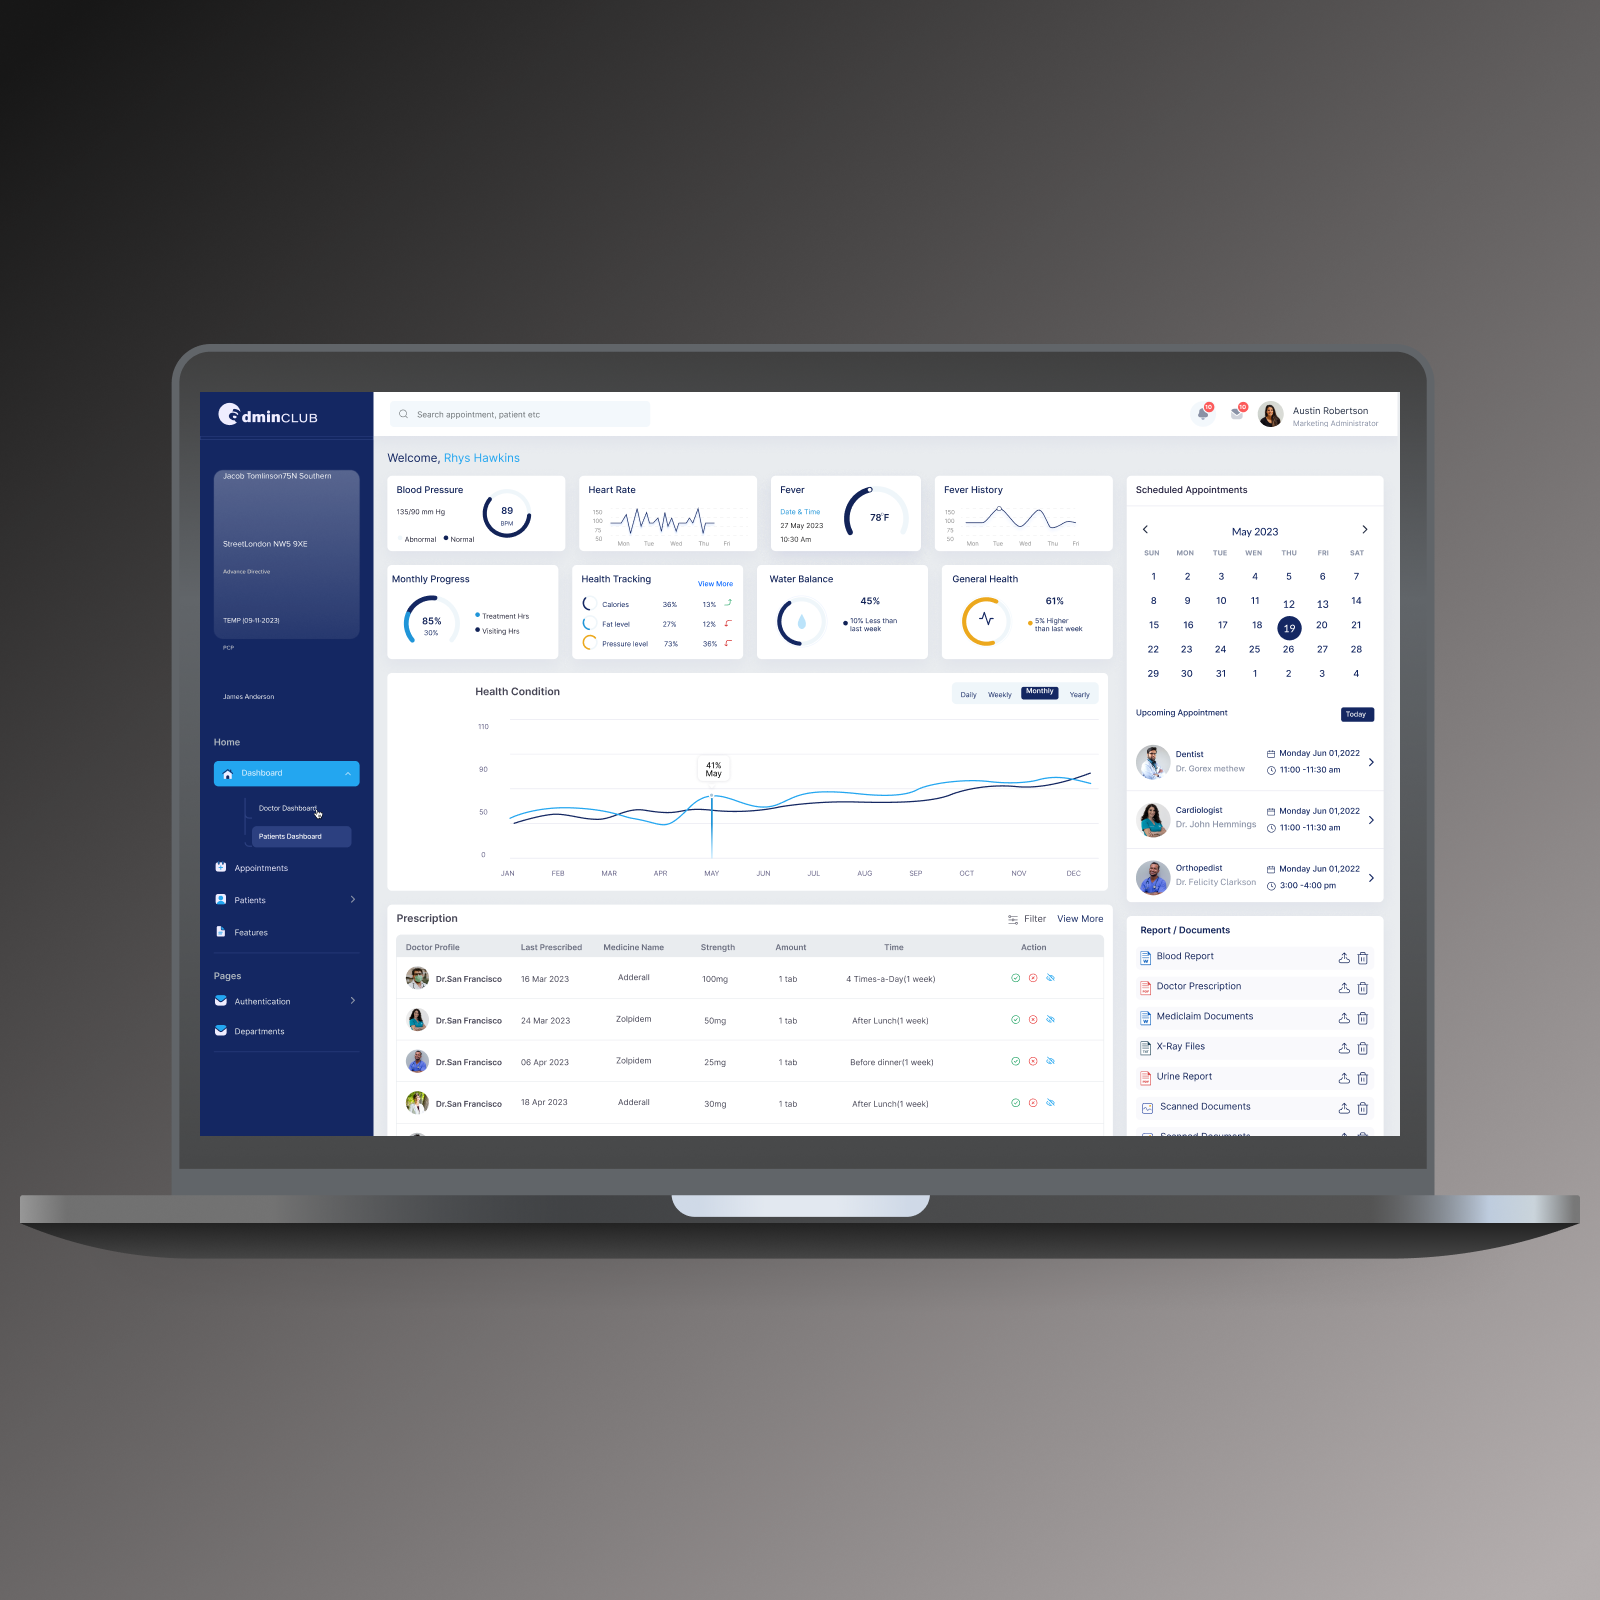 adminCLUB
Search appointment, patient etc
10
10
Austin Robertson
Marketing Administrator
Jacob Tomlinson75N Southern
StreetLondon NW5 9XE
Advance Directive
TEMP (09-11-2023)
PCP
James Anderson
Home
Dashboard
Doctor Dashboard
Patients Dashboard
Appointments
Patients
Features
Pages
Authentication
Departments
Welcome, Rhys Hawkins
Blood Pressure
135/90 mm Hg
89
BPM
Abnormal Normal
Heart Rate
150
100
75
50
Mon Tue Wed Thu Fri
Fever
Date & Time
27 May 2023
10:30 Am
78°F
Fever History
150
100
75
50
Mon Tue Wed Thu Fri
Monthly Progress
85%
30%
Treatment Hrs
Visiting Hrs
Health Tracking
View More
Calories 36% 13%
Fat level 27% 12%
Pressure level 73% 36%
Water Balance
45%
10% Less than
last week
General Health
61%
5% Higher
than last week
Health Condition
Daily Weekly Monthly Yearly
110
90
50
0
41%
May
JAN FEB MAR APR MAY JUN JUL AUG SEP OCT NOV DEC
Prescription
Filter View More
Doctor Profile Last Prescribed Medicine Name Strength Amount Time Action
Dr.San Francisco 16 Mar 2023 Adderall 100mg 1 tab 4 Times-a-Day(1 week)
Dr.San Francisco 24 Mar 2023 Zolpidem 50mg 1 tab After Lunch(1 week)
Dr.San Francisco 06 Apr 2023 Zolpidem 25mg 1 tab Before dinner(1 week)
Dr.San Francisco 18 Apr 2023 Adderall 30mg 1 tab After Lunch(1 week)
Scheduled Appointments
May 2023
SUN MON TUE WEN THU FRI SAT
1 2 3 4 5 6 7
8 9 10 11 12 13 14
15 16 17 18 19 20 21
22 23 24 25 26 27 28
29 30 31 1 2 3 4
Upcoming Appointment
Today
Dentist
Dr. Gorex methew
Monday Jun 01,2022
11:00 -11:30 am
Cardiologist
Dr. John Hemmings
Monday Jun 01,2022
11:00 -11:30 am
Orthopedist
Dr. Felicity Clarkson
Monday Jun 01,2022
3:00 -4:00 pm
Report / Documents
Blood Report
Doctor Prescription
Mediclaim Documents
X-Ray Files
Urine Report
Scanned Documents
Scanned Documents